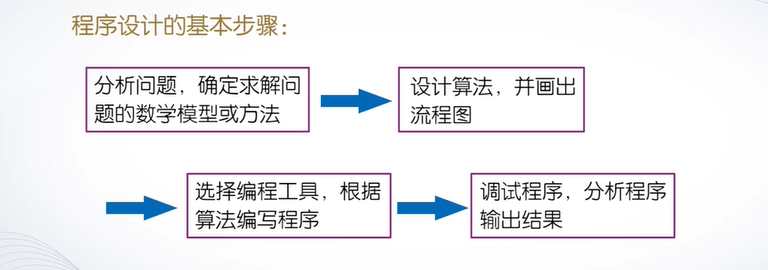 程序设计的基本步骤：
分析问题，确定求解问
题的数学模型或方法
设计算法，并画出
流程图
选择编程工具，根据
算法编写程序
调试程序，分析程序
输出结果